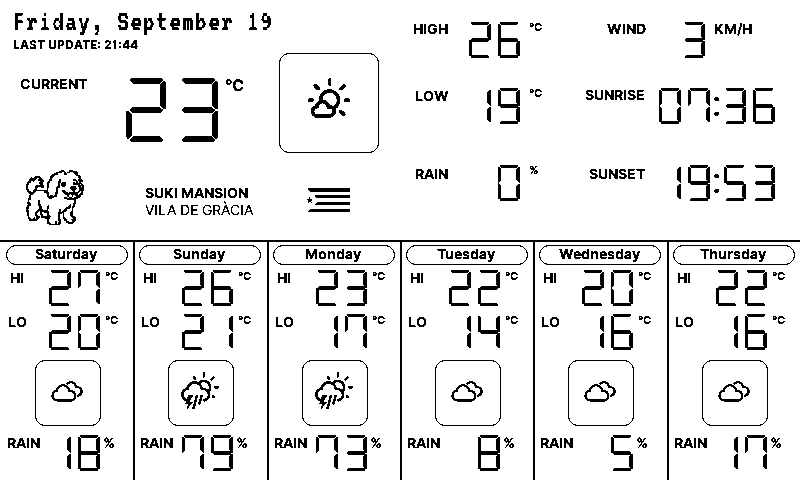 Friday, September 19
LAST UPDATE: 21:44
CURRENT 23 °C
HIGH 26 °C
WIND 3 KM/H
LOW 19 °C
SUNRISE 07:36
RAIN 0 %
SUNSET 19:53
SUKI MANSION
VILA DE GRÀCIA
Saturday
HI 27 °C
LO 20 °C
RAIN 18 %
Sunday
HI 26 °C
LO 21 °C
RAIN 79 %
Monday
HI 23 °C
LO 17 °C
RAIN 73 %
Tuesday
HI 22 °C
LO 14 °C
RAIN 8 %
Wednesday
HI 20 °C
LO 16 °C
RAIN 5 %
Thursday
HI 22 °C
LO 16 °C
RAIN 17 %